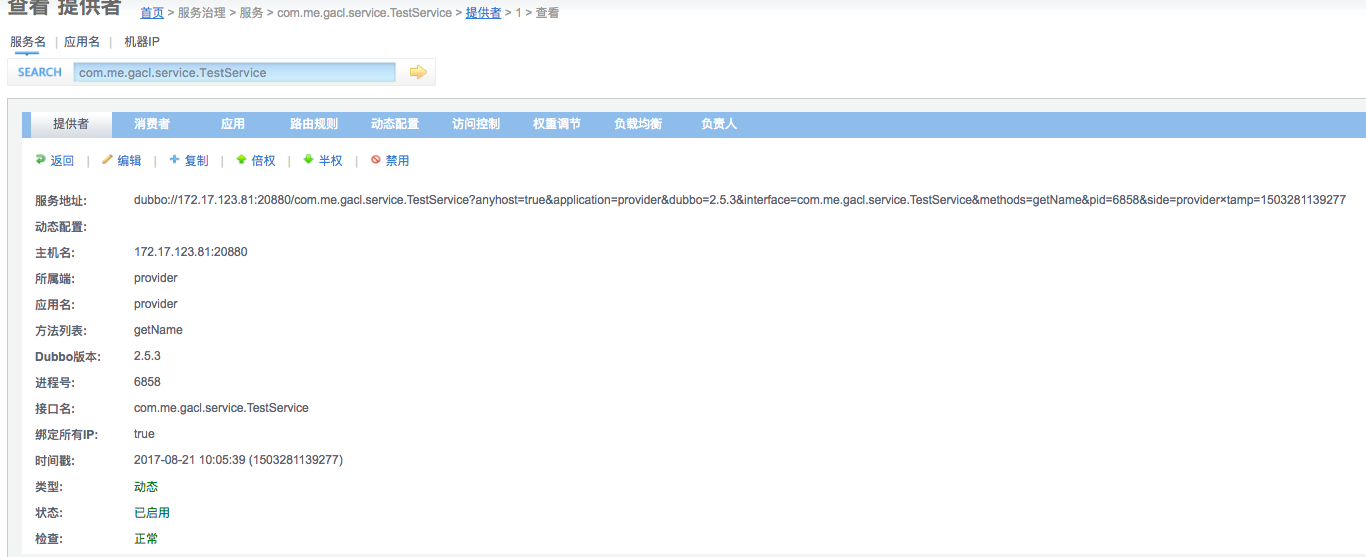 查看 提供者 首页 > 服务治理 > 服务 > com.me.gacl.service.TestService > 提供者 > 1 > 查看
服务名 | 应用名 | 机器IP
SEARCH com.me.gacl.service.TestService
提供者 消费者 应用 路由规则 动态配置 访问控制 权重调节 负载均衡 负责人
返回 | 编辑 | 复制 | 倍权 | 半权 | 禁用
服务地址: dubbo://172.17.123.81:20880/com.me.gacl.service.TestService?anyhost=true&application=provider&dubbo=2.5.3&interface=com.me.gacl.service.TestService&methods=getName&pid=6858&side=provider×tamp=1503281139277
动态配置:
主机名: 172.17.123.81:20880
所属端: provider
应用名: provider
方法列表: getName
Dubbo版本: 2.5.3
进程号: 6858
接口名: com.me.gacl.service.TestService
绑定所有IP: true
时间戳: 2017-08-21 10:05:39 (1503281139277)
类型: 动态
状态: 已启用
检查: 正常